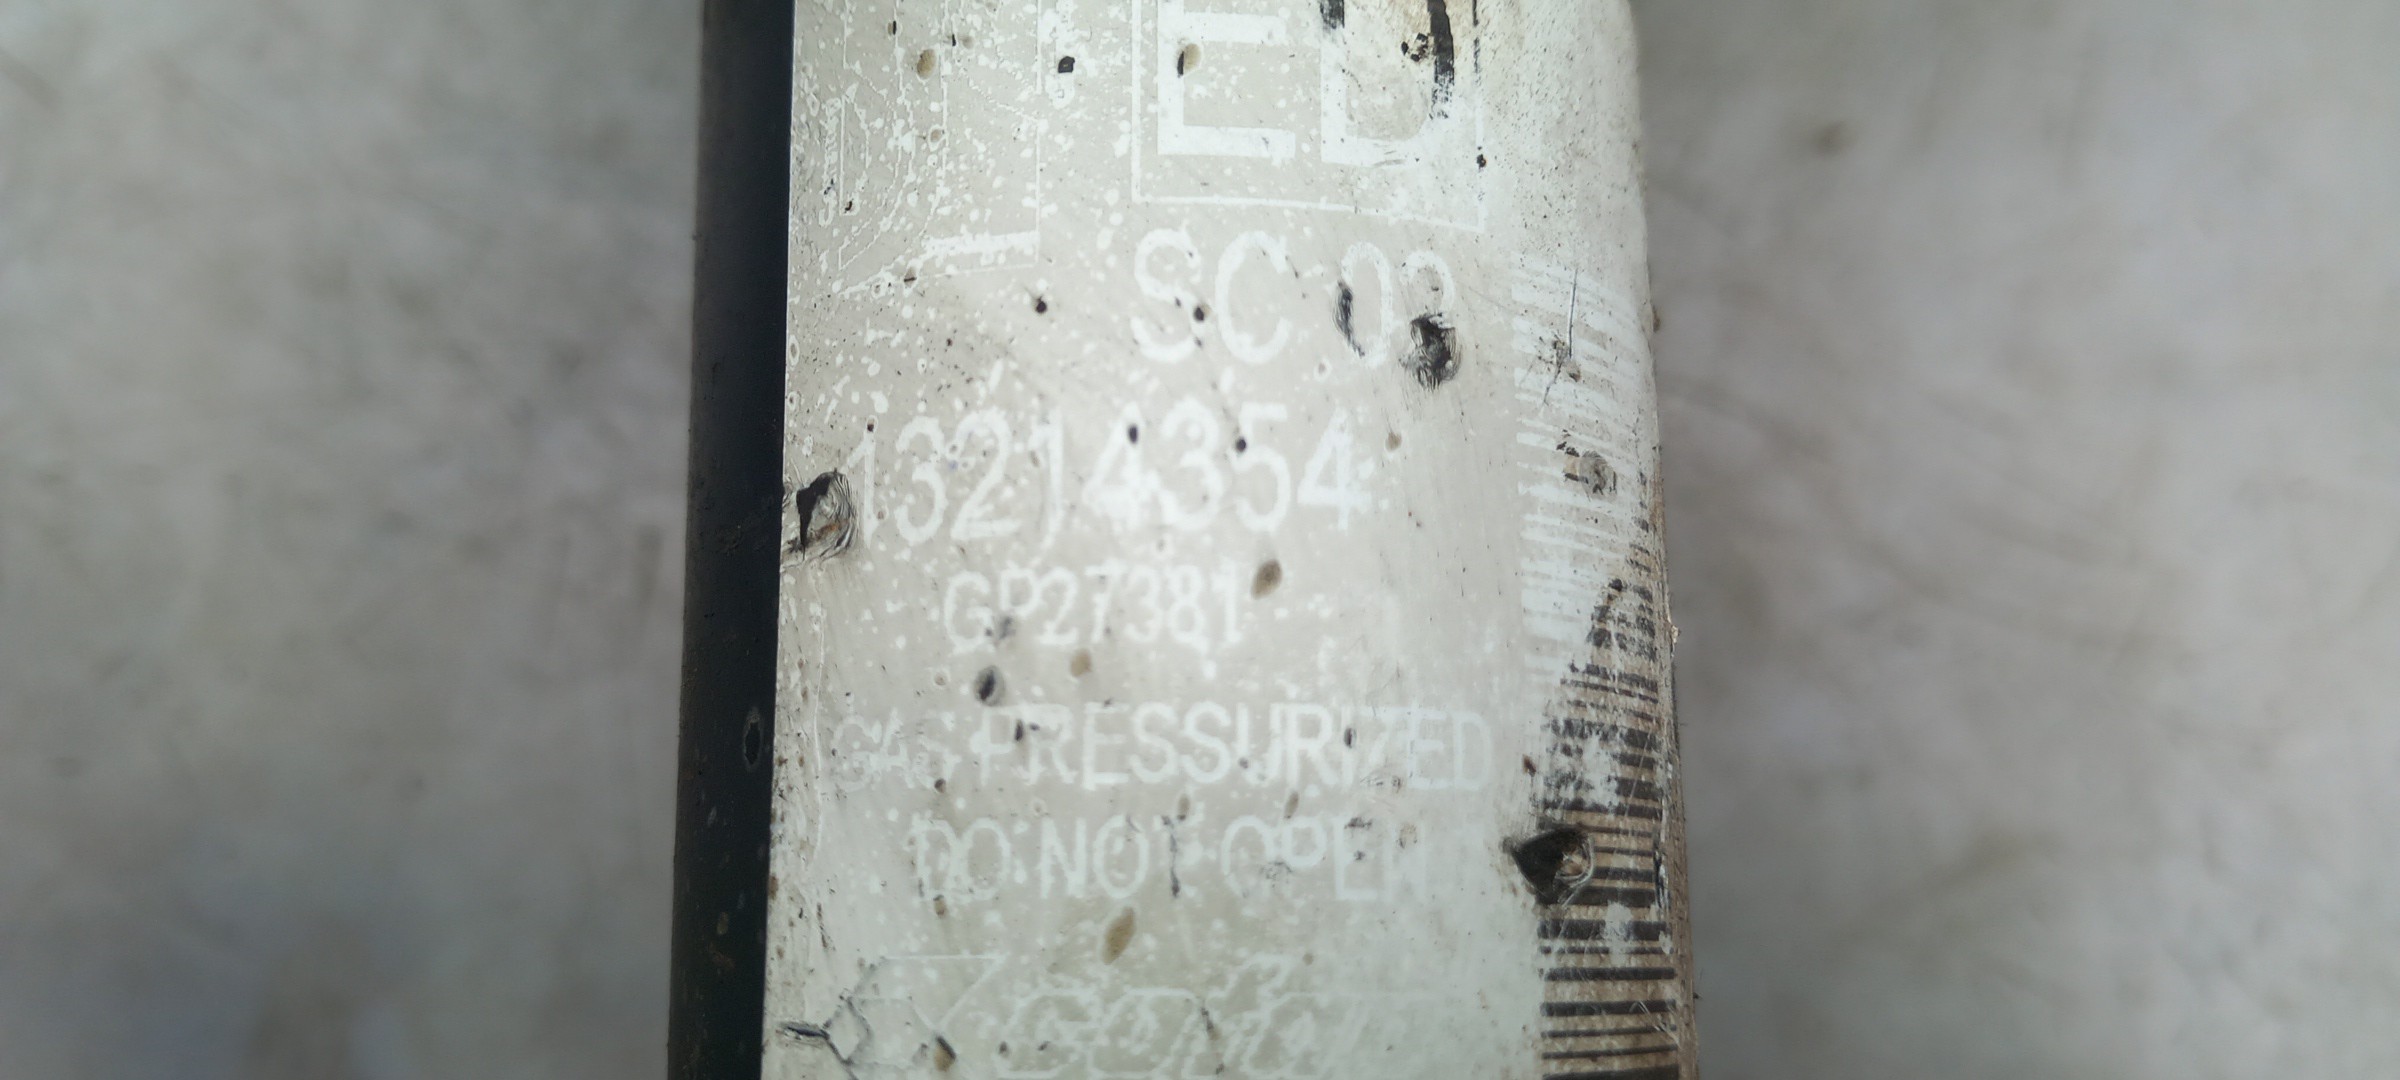 ED
SC 03
13214354
GP27381
GAS PRESSURIZED
DO NOT OPEN